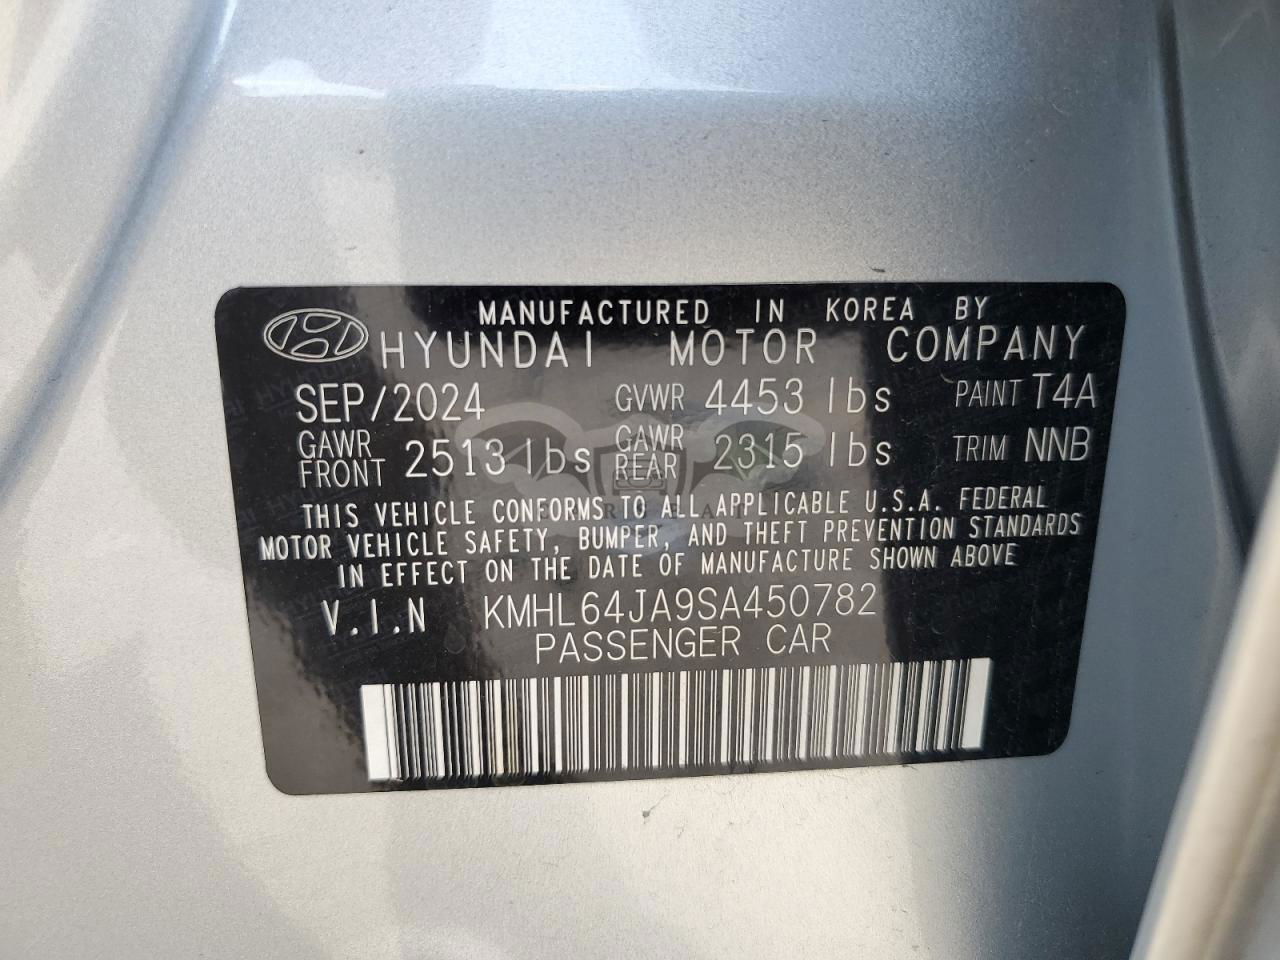 MANUFACTURED IN KOREA BY
HYUNDAI MOTOR COMPANY
SEP/2024 GVWR 4453 lbs PAINT T4A
GAWR FRONT 2513 lbs GAWR REAR 2315 lbs TRIM NNB
THIS VEHICLE CONFORMS TO ALL APPLICABLE U.S.A. FEDERAL
MOTOR VEHICLE SAFETY, BUMPER, AND THEFT PREVENTION STANDARDS
IN EFFECT ON THE DATE OF MANUFACTURE SHOWN ABOVE
V.I.N KMHL64JA9SA450782
PASSENGER CAR